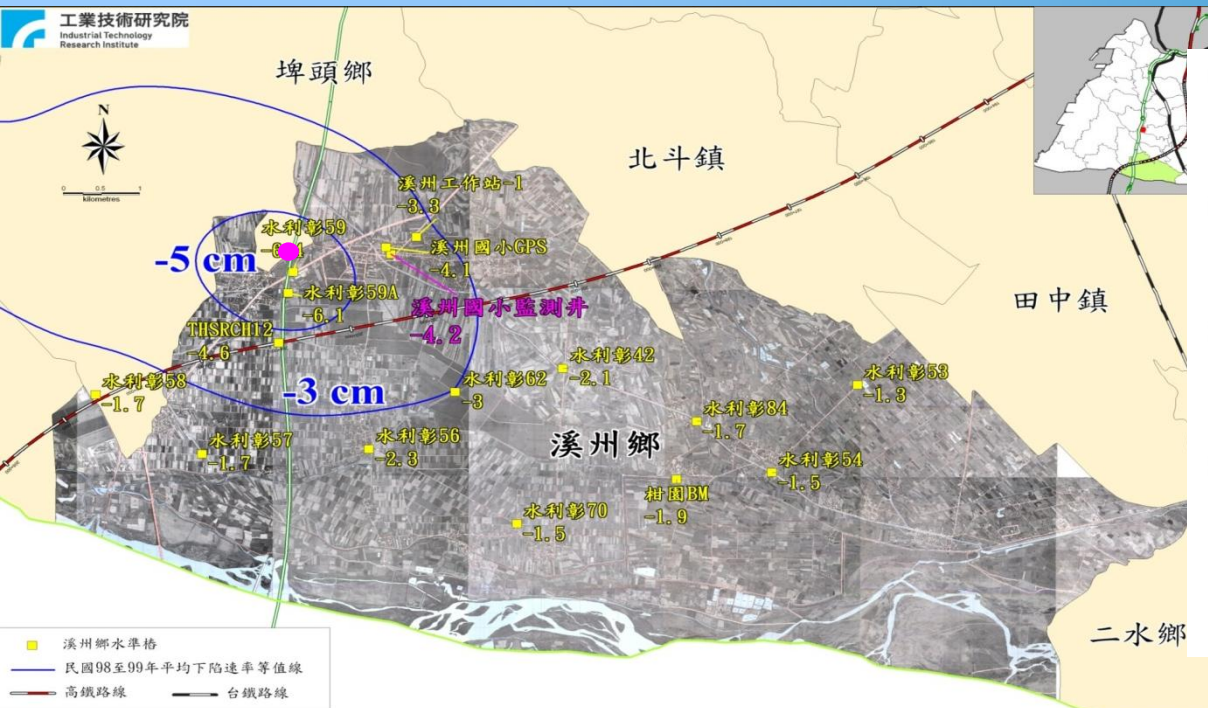 工業技術研究院
Industrial Technology
Research Institute
埤頭鄉
N
0 0.5 1
kilometres
北斗鎮
溪州工作站-1
-3.3
水利彰59
-5 cm
溪州國小GPS
-4.1
水利彰59A
-6.1
溪州國小監測井
-4.2
田中鎮
THSRCH12
-4.6
水利彰42
-2.1
水利彰58
-1.7
-3 cm
水利彰62
-3
水利彰53
-1.3
水利彰84
-1.7
水利彰57
-1.7
水利彰56
-2.3
溪州鄉
水利彰54
-1.5
柑園BM
-1.9
水利彰70
-1.5
二水鄉
溪州鄉水準樁
民國98至99年平均下陷速率等值線
高鐵路線
台鐵路線